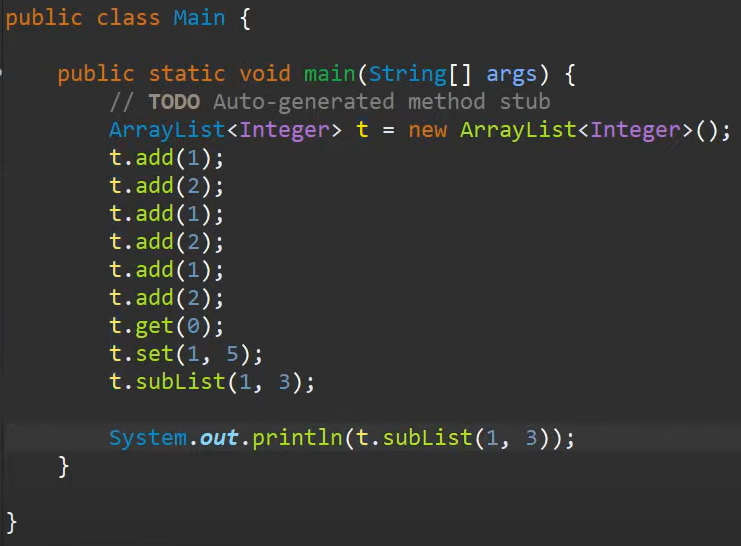 public class Main {
public static void main(String[] args) {
// TODO Auto-generated method stub
ArrayList<Integer> t = new ArrayList<Integer>();
t.add(1);
t.add(2);
t.add(1);
t.add(2);
t.add(1);
t.add(2);
t.get(0);
t.set(1, 5);
t.subList(1, 3);
System.out.println(t.subList(1, 3));
}
}